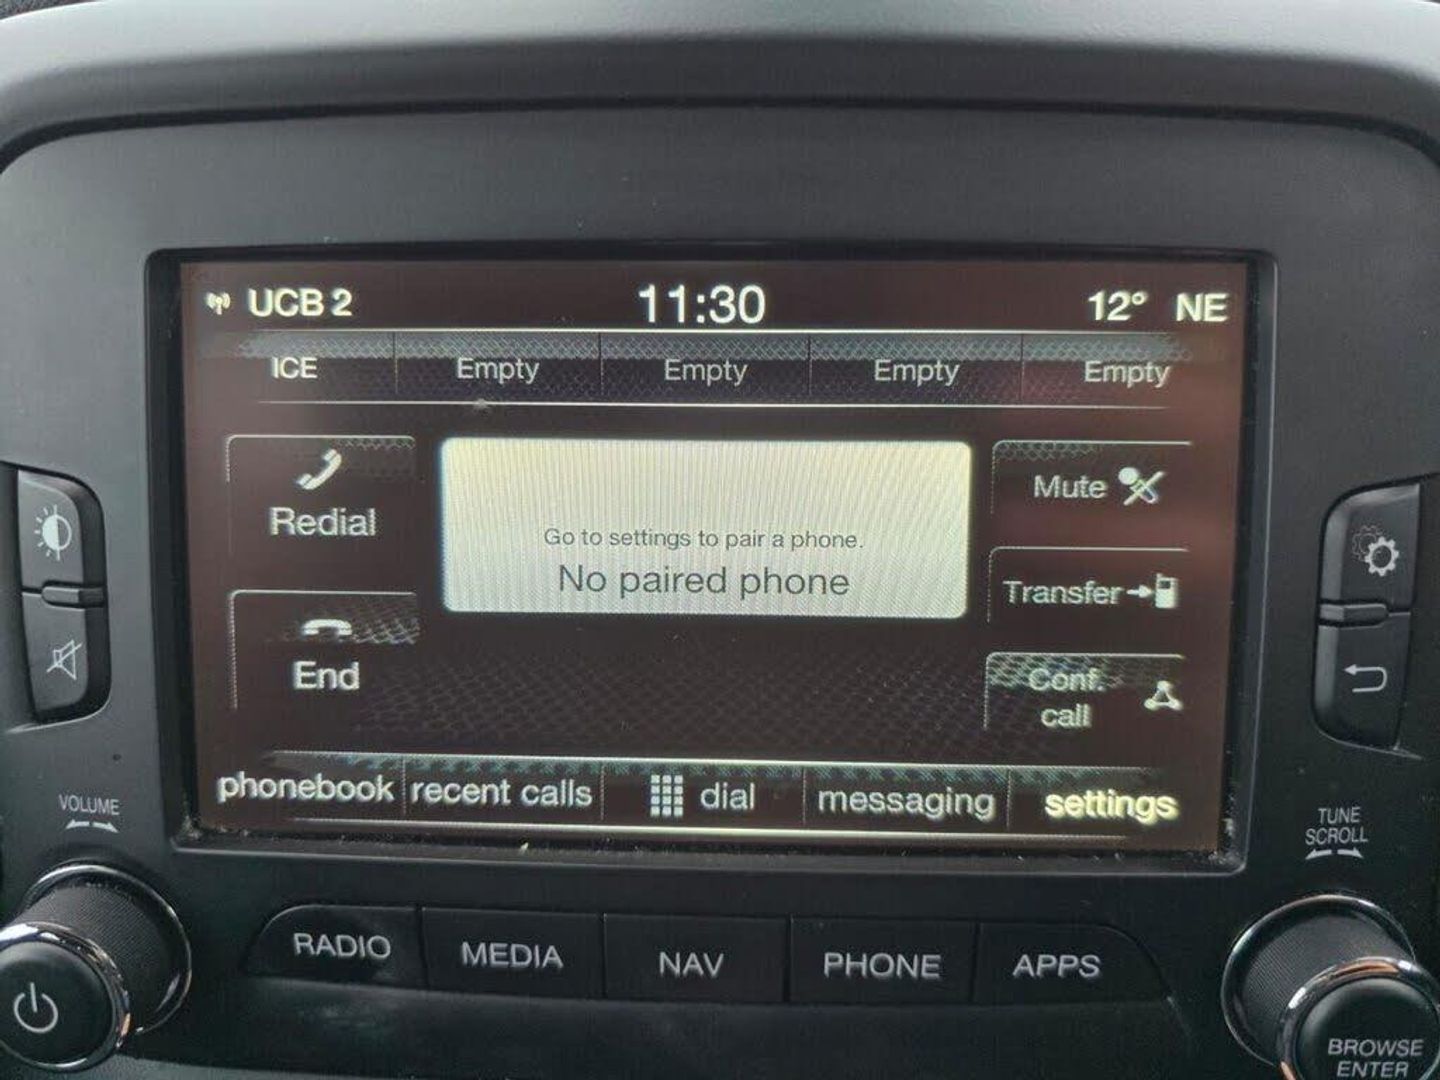 UCB 2 11:30 12° NE
ICE Empty Empty Empty Empty
Redial
Go to settings to pair a phone.
No paired phone
Mute
Transfer
End
Conf.
call
phonebook recent calls dial messaging settings
VOLUME
TUNE
SCROLL
RADIO MEDIA NAV PHONE APPS
BROWSE
ENTER